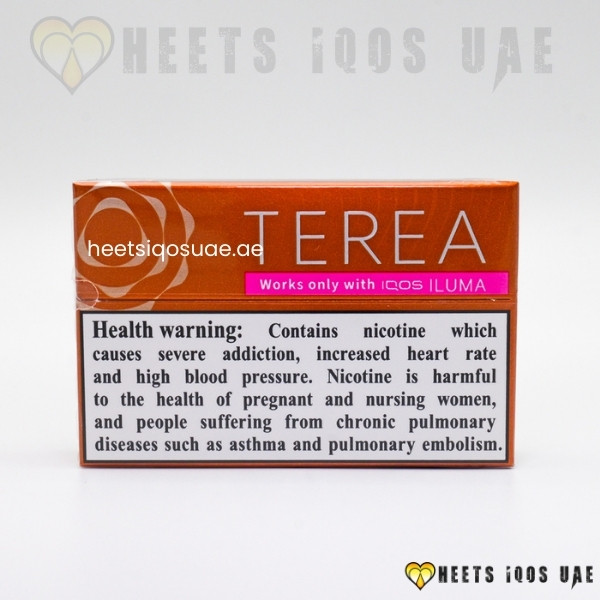 HEETS iQOS UAE
TEREA
heetsiqosuae.ae
Works only with IQOS ILUMA
Health warning: Contains nicotine which
causes severe addiction, increased heart rate
and high blood pressure. Nicotine is harmful
to the health of pregnant and nursing women,
and people suffering from chronic pulmonary
diseases such as asthma and pulmonary embolism.
HEETS iQOS UAE